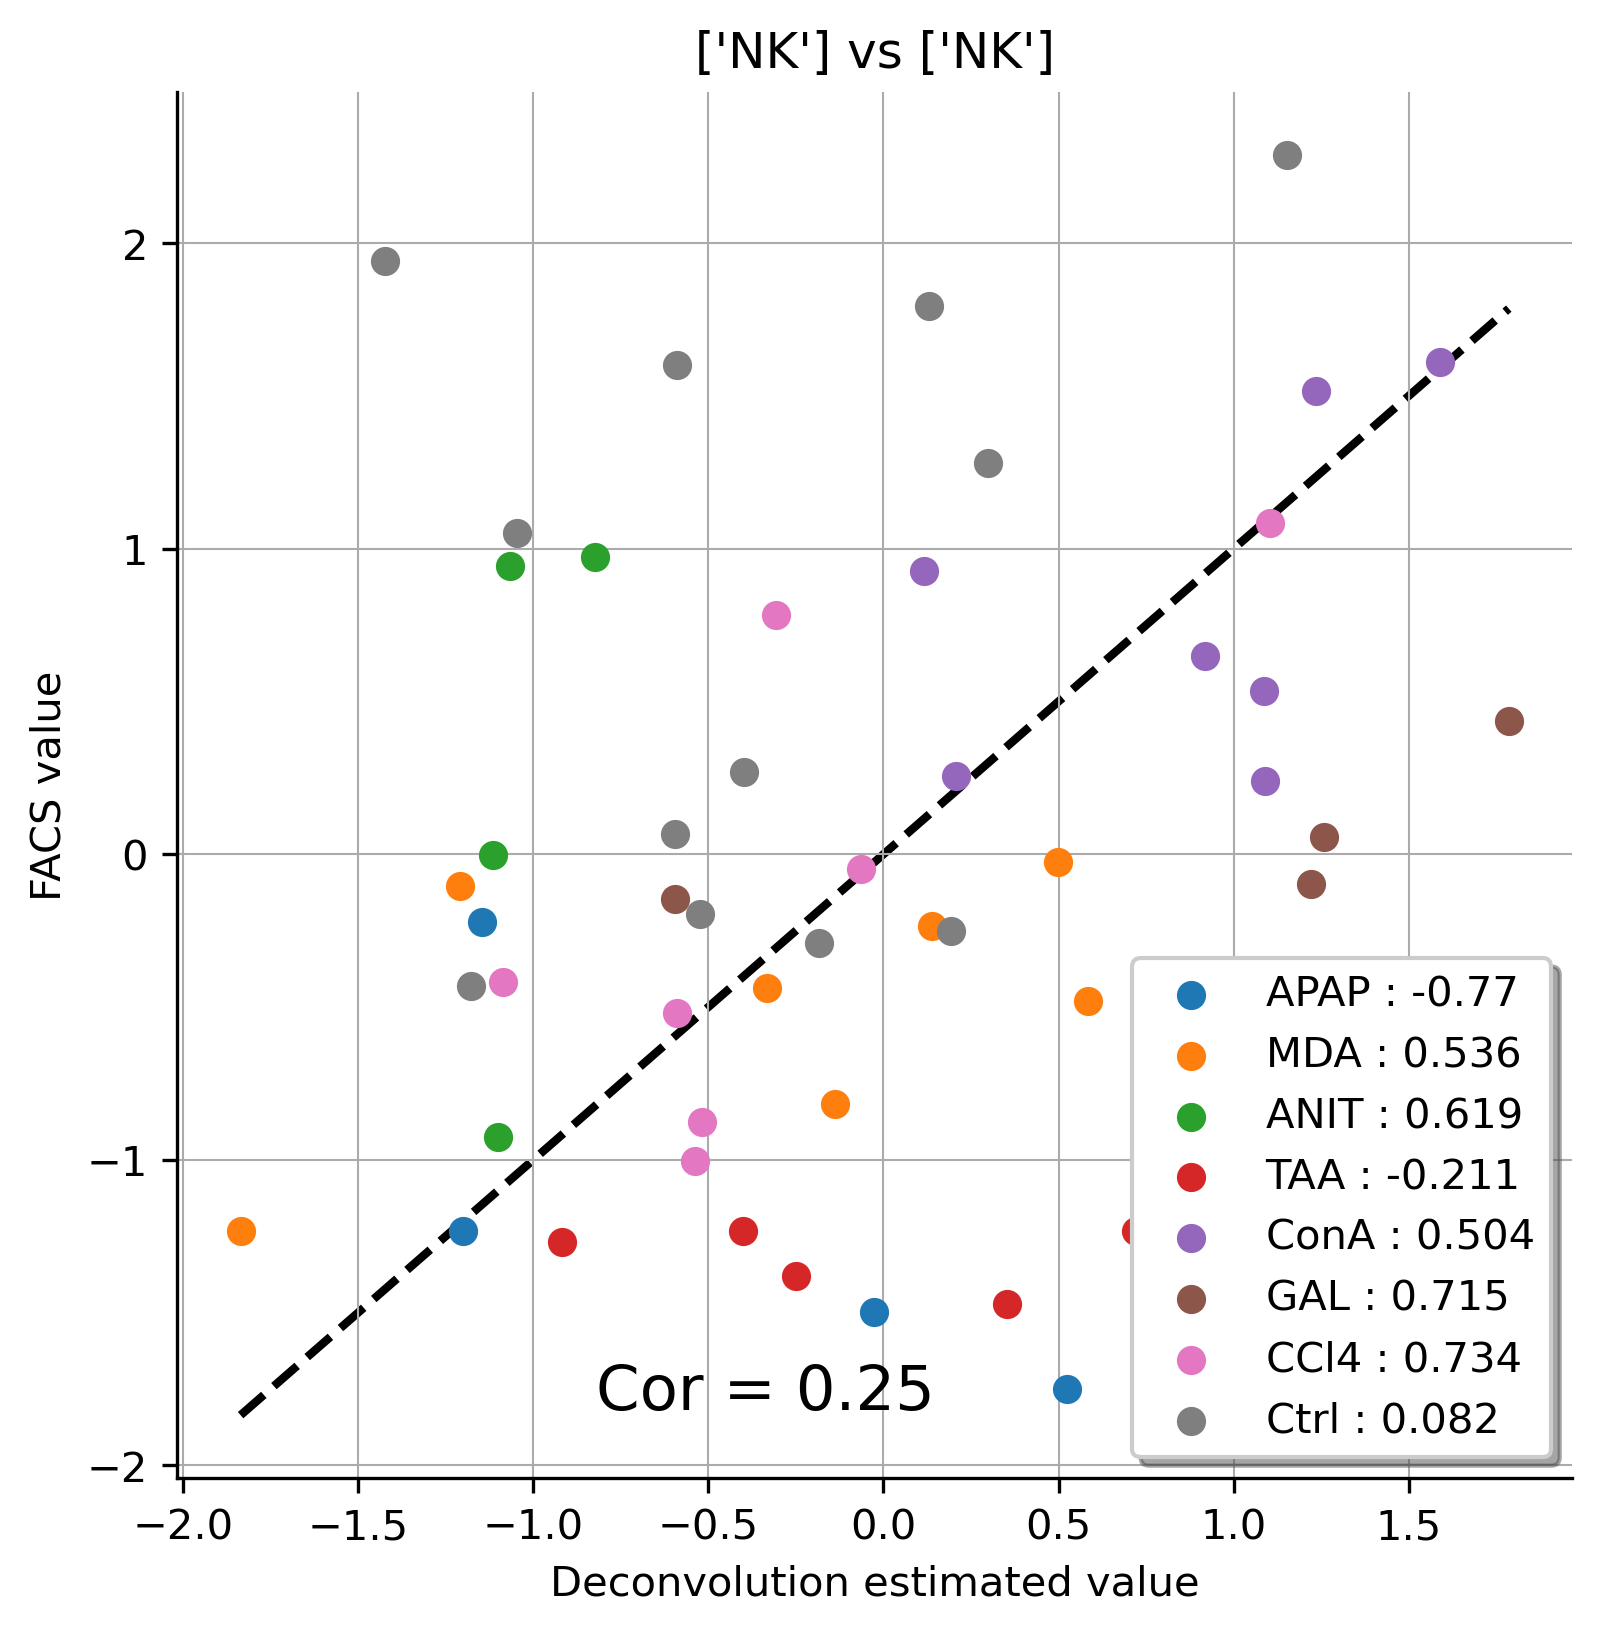 ['NK'] vs ['NK']
FACS value
2
1
0
−1
−2
Cor = 0.25
APAP : -0.77
MDA : 0.536
ANIT : 0.619
TAA : -0.211
ConA : 0.504
GAL : 0.715
CCl4 : 0.734
Ctrl : 0.082
−2.0 −1.5 −1.0 −0.5 0.0 0.5 1.0 1.5
Deconvolution estimated value